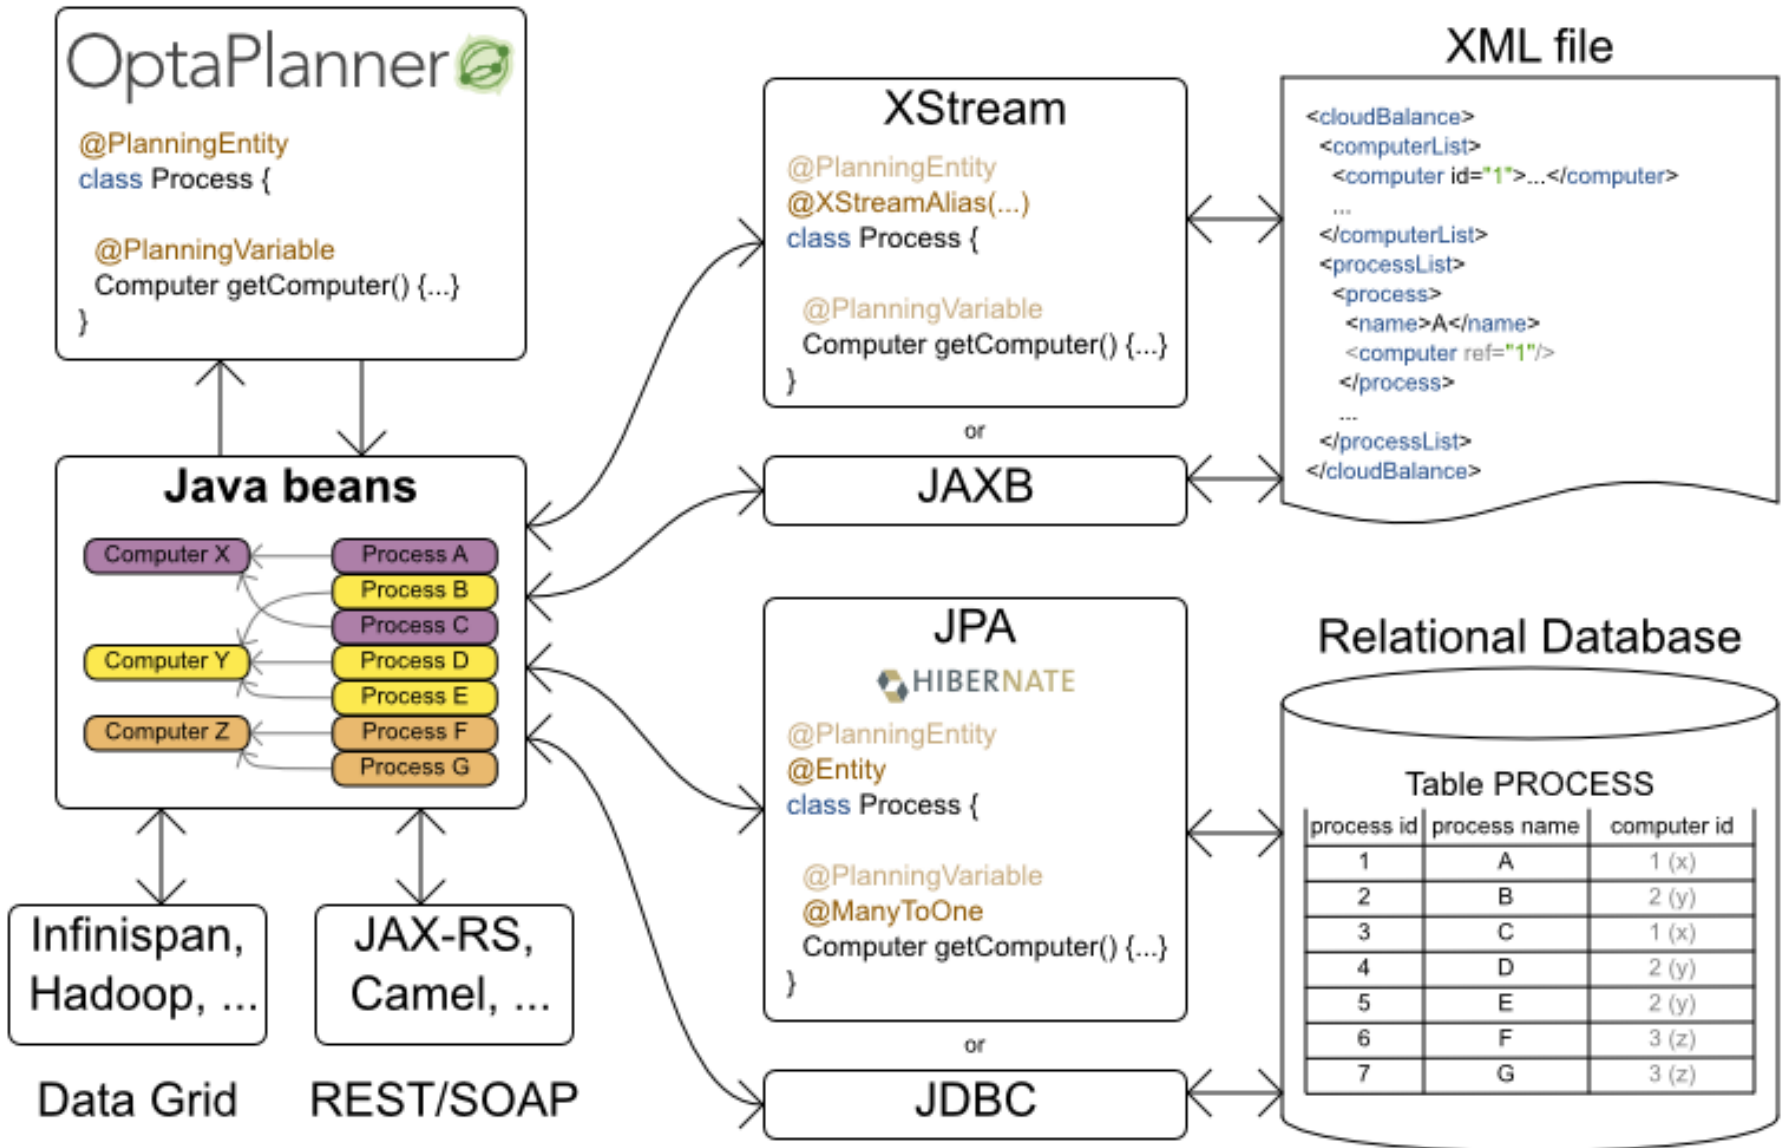 OptaPlanner
@PlanningEntity
class Process {
@PlanningVariable
Computer getComputer() {...}
}
Java beans
Computer X
Computer Y
Computer Z
Process A
Process B
Process C
Process D
Process E
Process F
Process G
Infinispan,
Hadoop, ...
Data Grid
JAX-RS,
Camel, ...
REST/SOAP
XStream
@PlanningEntity
@XStreamAlias(...)
class Process {
@PlanningVariable
Computer getComputer() {...}
}
or
JAXB
JPA
HIBERNATE
@PlanningEntity
@Entity
class Process {
@PlanningVariable
@ManyToOne
Computer getComputer() {...}
}
or
JDBC
XML file
<cloudBalance>
<computerList>
<computer id="1">...</computer>
...
</computerList>
<processList>
<process>
<name>A</name>
<computer ref="1"/>
</process>
...
</processList>
</cloudBalance>
Relational Database
Table PROCESS
process id process name computer id
1 A 1 (x)
2 B 2 (y)
3 C 1 (x)
4 D 2 (y)
5 E 2 (y)
6 F 3 (z)
7 G 3 (z)